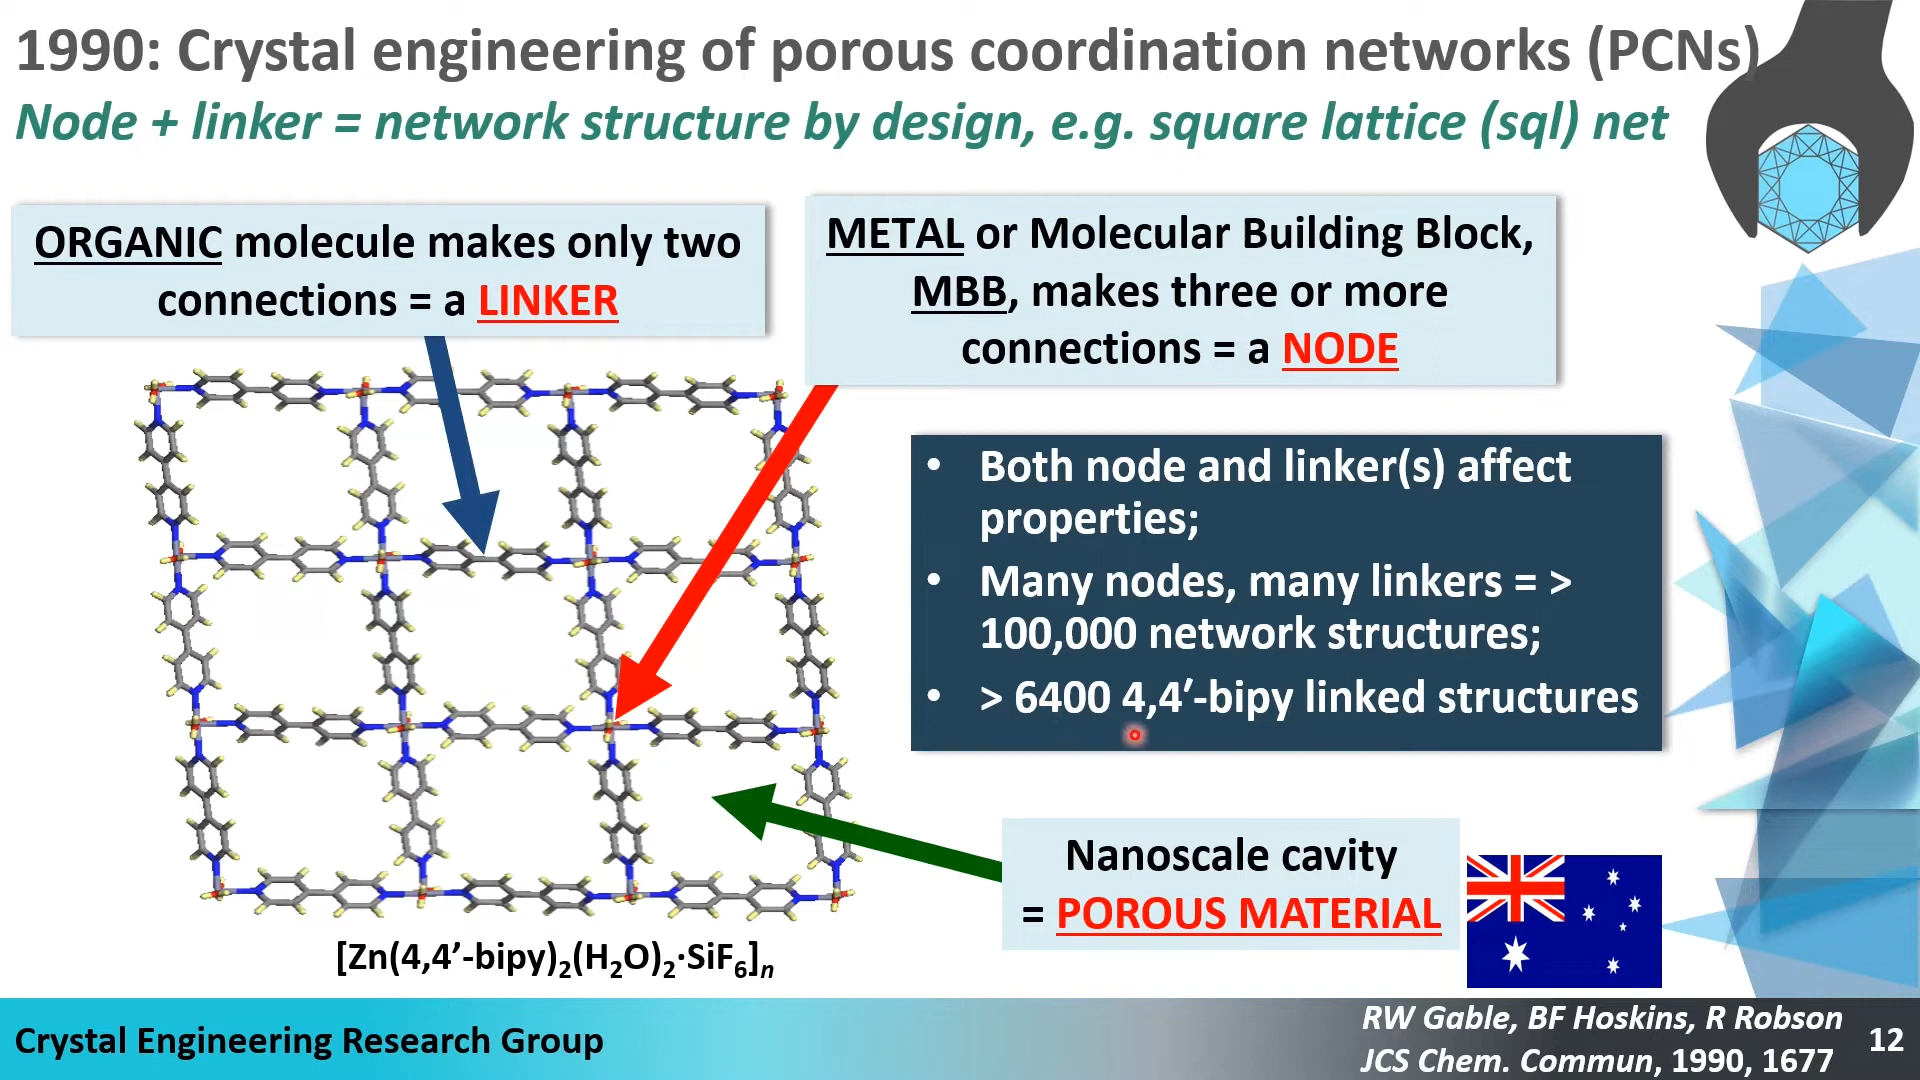 1990: Crystal engineering of porous coordination networks (PCNs)
Node + linker = network structure by design, e.g. square lattice (sql) net
ORGANIC molecule makes only two
connections = a LINKER
METAL or Molecular Building Block,
MBB, makes three or more
connections = a NODE
• Both node and linker(s) affect
properties;
• Many nodes, many linkers = >
100,000 network structures;
• > 6400 4,4′-bipy linked structures
Nanoscale cavity
= POROUS MATERIAL
[Zn(4,4’-bipy)₂(H₂O)₂·SiF₆]ₙ
Crystal Engineering Research Group
RW Gable, BF Hoskins, R Robson
JCS Chem. Commun, 1990, 1677
12